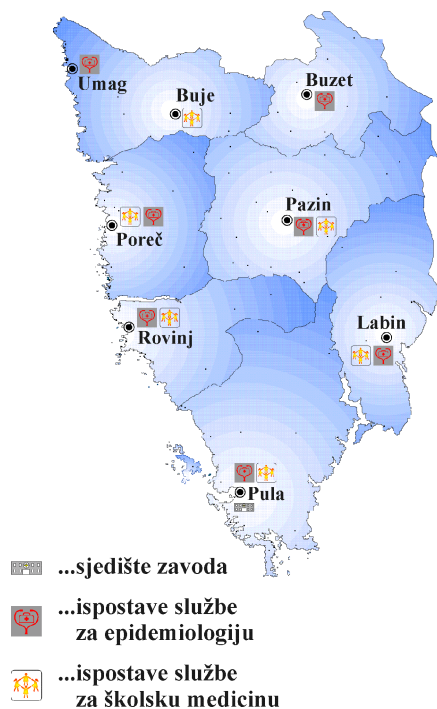 Umag
Buje
Buzet
Poreč
Pazin
Rovinj
Labin
Pula
...sjedište zavoda
...ispostave službe
za epidemiologiju
...ispostave službe
za školsku medicinu